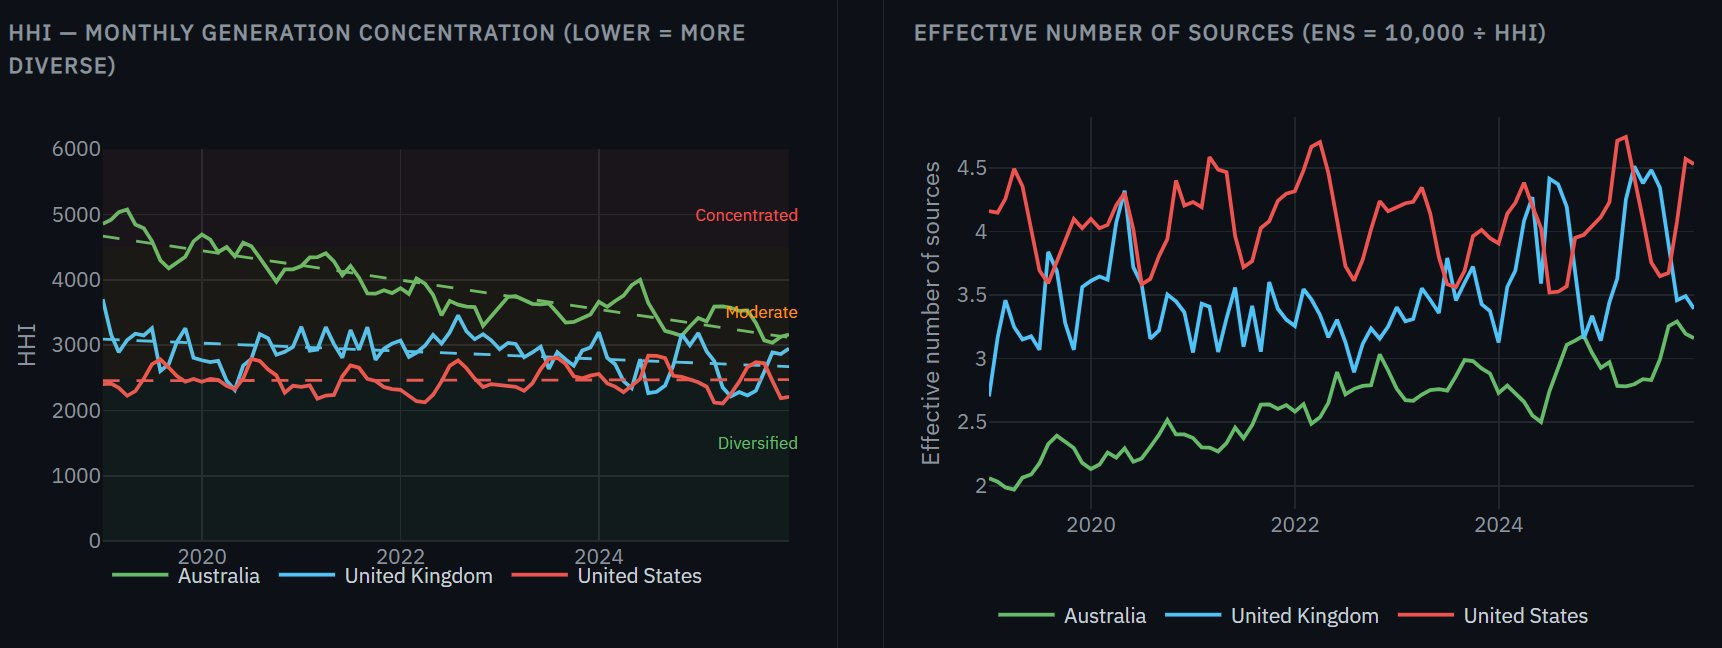 HHI — MONTHLY GENERATION CONCENTRATION (LOWER = MORE
DIVERSE)
6000
5000
4000
3000
2000
1000
0
HHI
Concentrated
Moderate
Diversified
2020
2022
2024
Australia
United Kingdom
United States
EFFECTIVE NUMBER OF SOURCES (ENS = 10,000 ÷ HHI)
4.5
4
3.5
3
2.5
2
Effective number of sources
2020
2022
2024
Australia
United Kingdom
United States